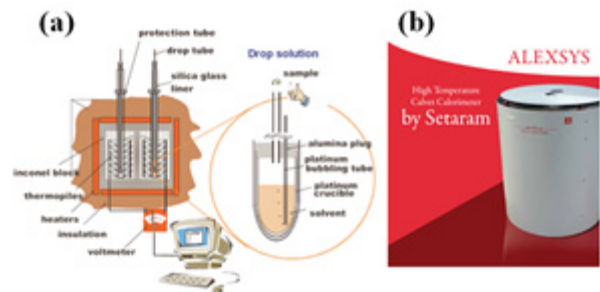 (a)
protection tube
drop tube
silica glass
liner
inconel block
thermopiles
heaters
insulation
voltmeter
Drop solution
sample
alumina plug
platinum
bubbling tube
platinum
crucible
solvent
(b)
ALEXSYS
High Temperature
Calvet Calorimeter
by Setaram